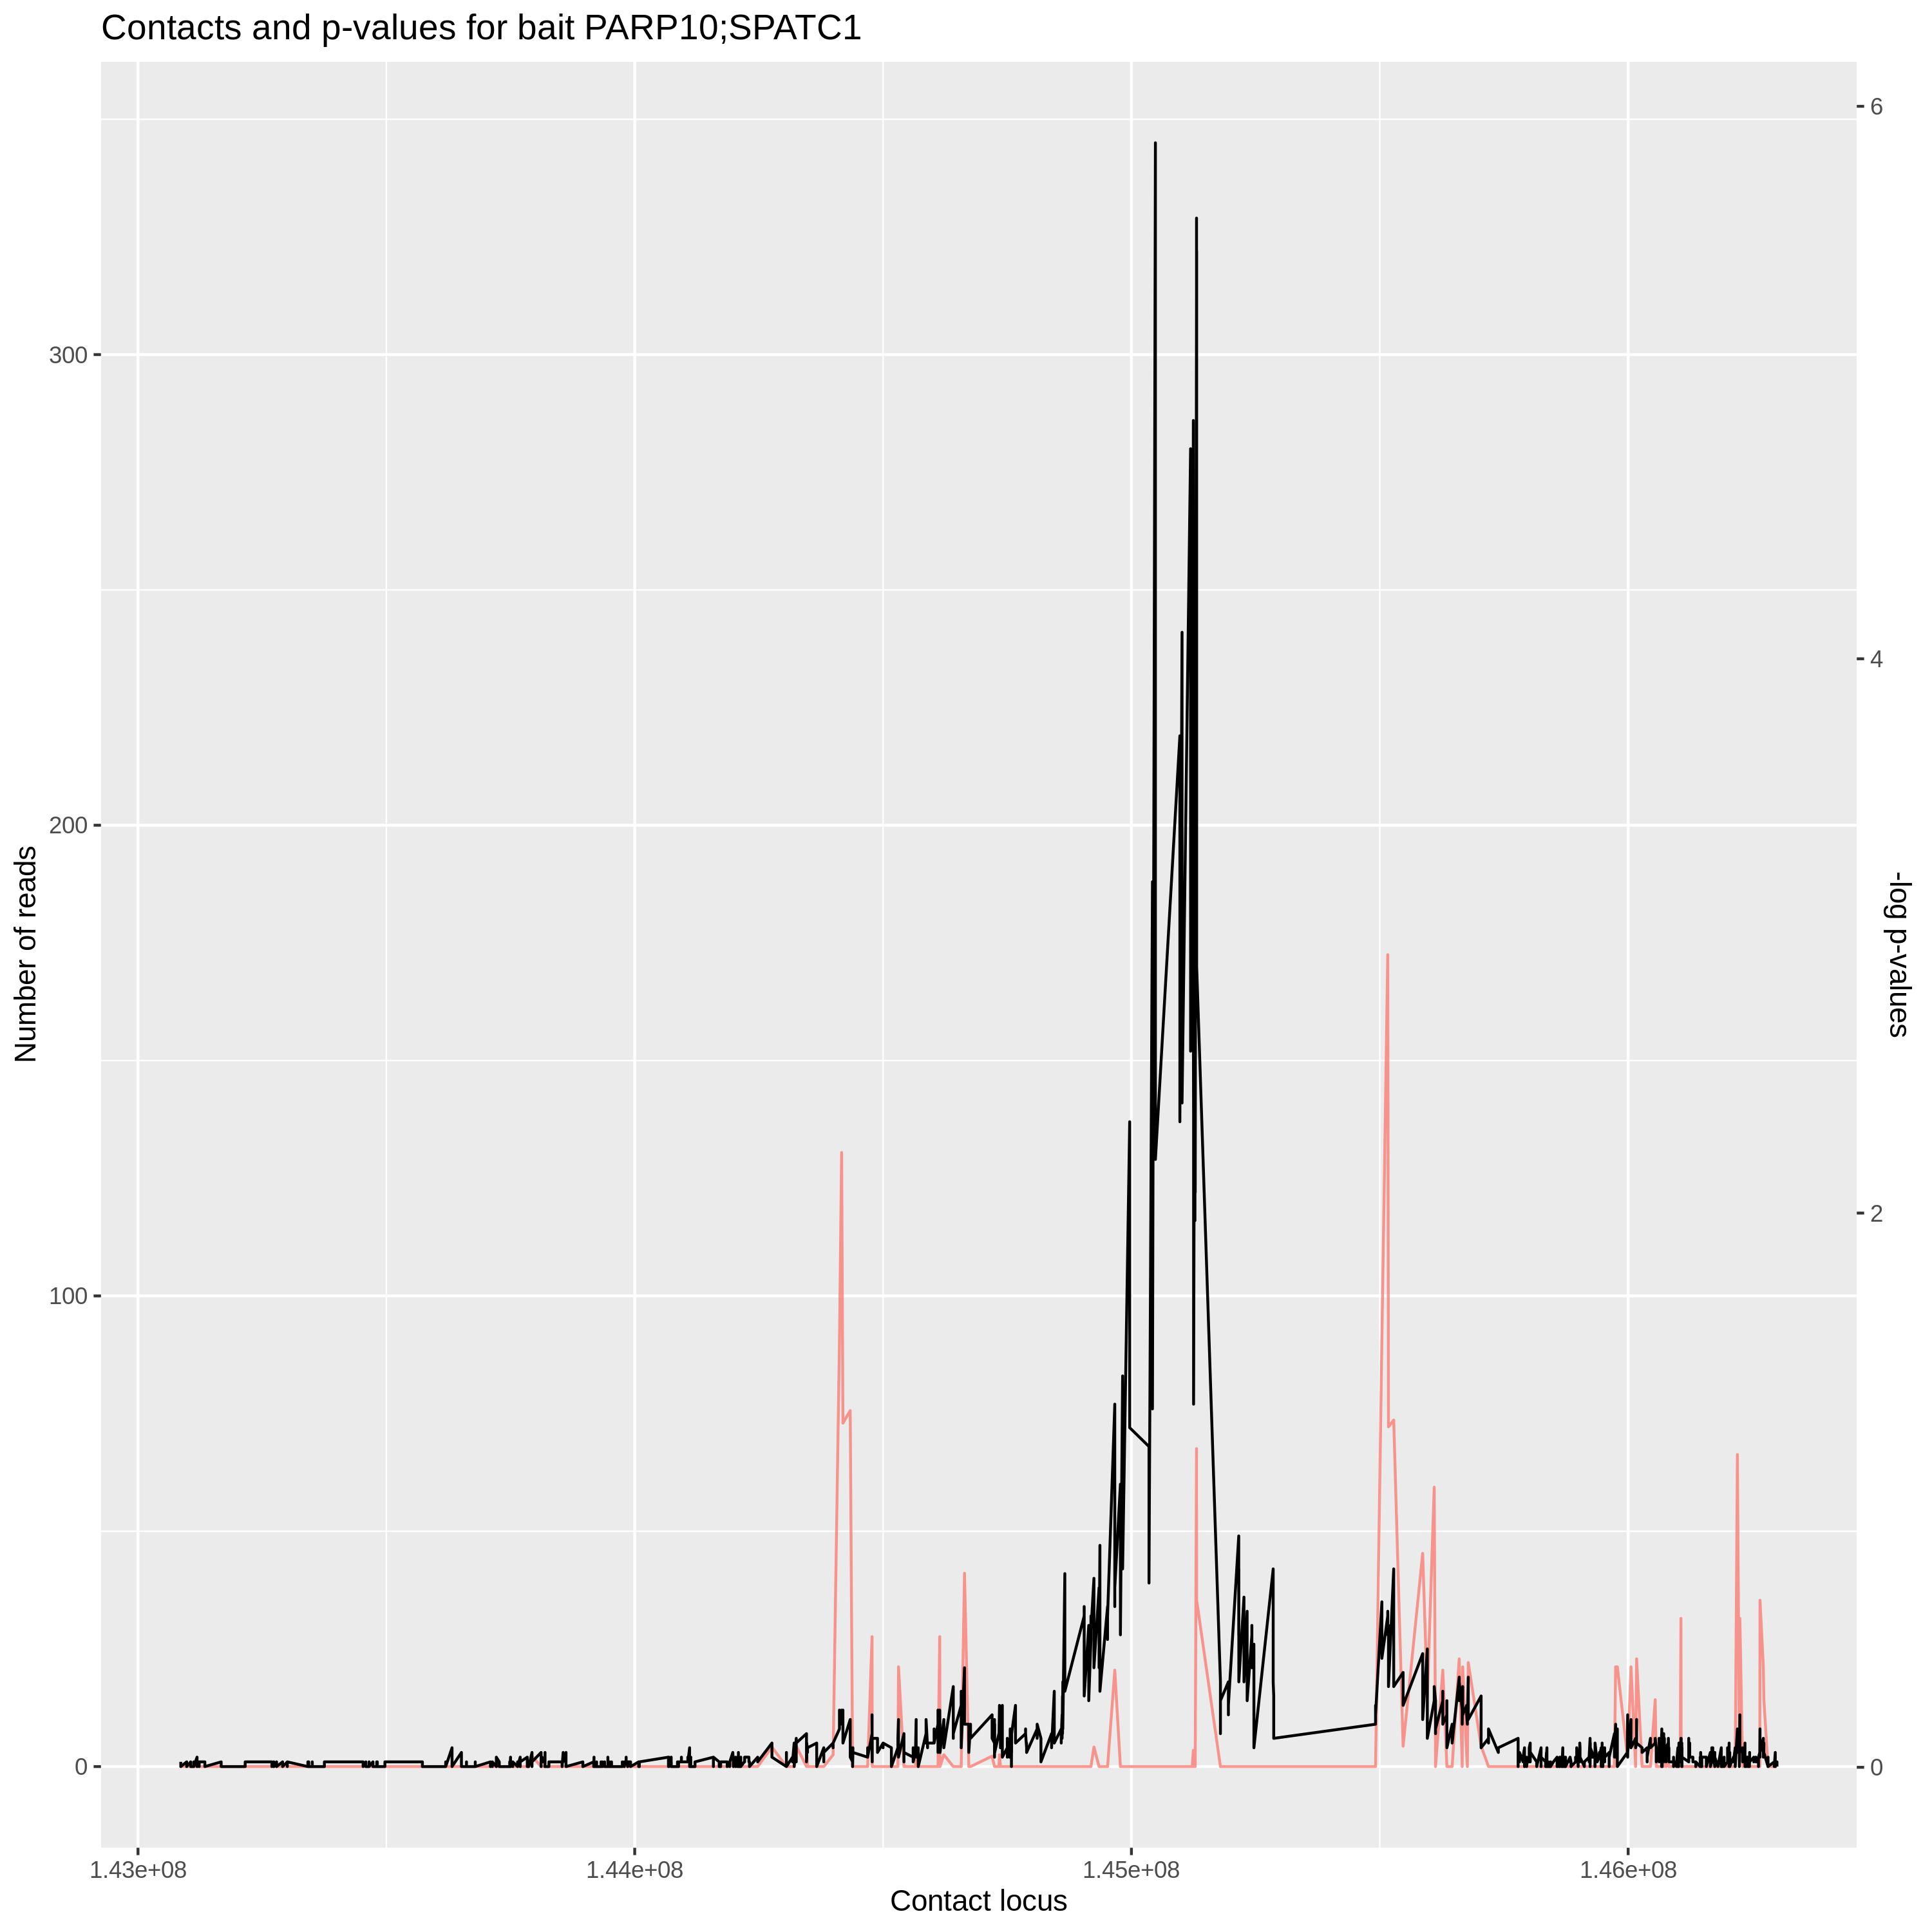 Contacts and p-values for bait PARP10;SPATC1
6
300
4
200
Number of reads
-log p-values
2
100
0
0
1.43e+08
1.44e+08
1.45e+08
1.46e+08
Contact locus